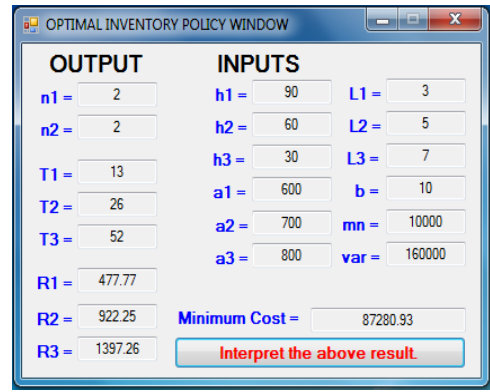 OPTIMAL INVENTORY POLICY WINDOW
OUTPUT INPUTS
n1 = 2 h1 = 90 L1 = 3
n2 = 2 h2 = 60 L2 = 5
h3 = 30 L3 = 7
T1 = 13 a1 = 600 b = 10
T2 = 26 a2 = 700 mn = 10000
T3 = 52 a3 = 800 var = 160000
R1 = 477.77
R2 = 922.25 Minimum Cost = 87280.93
R3 = 1397.26 Interpret the above result.